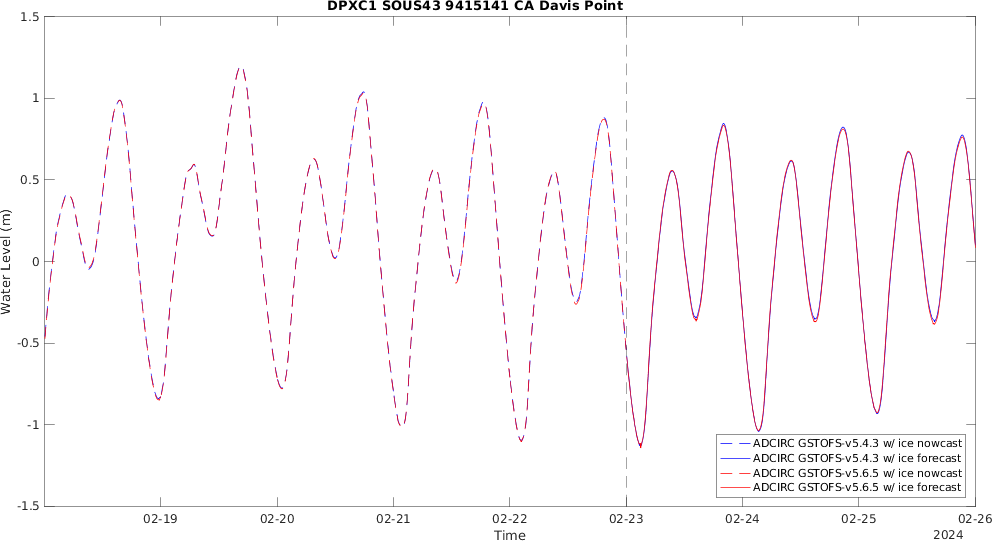 DPXC1 SOUS43 9415141 CA Davis Point
1.5
1
0.5
0
-0.5
-1
-1.5
Water Level (m)
02-19 02-20 02-21 02-22 02-23 02-24 02-25 02-26
Time
2024
ADCIRC GSTOFS-v5.4.3 w/ ice nowcast
ADCIRC GSTOFS-v5.4.3 w/ ice forecast
ADCIRC GSTOFS-v5.6.5 w/ ice nowcast
ADCIRC GSTOFS-v5.6.5 w/ ice forecast